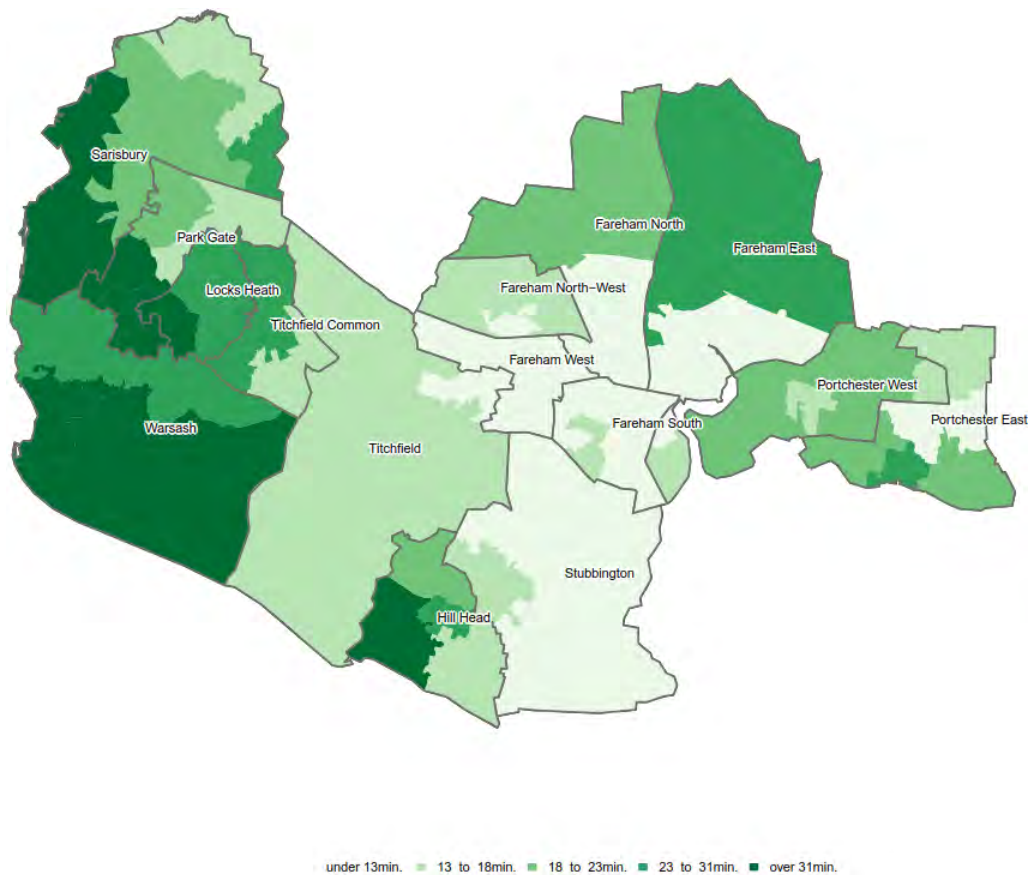 Sarisbury
Fareham North
Park Gate
Fareham East
Locks Heath
Fareham North-West
Titchfield Common
Fareham West
Portchester West
Warsash
Fareham South
Portchester East
Titchfield
Stubbington
Hill Head
under 13min. 13 to 18min. 18 to 23min. 23 to 31min. over 31min.